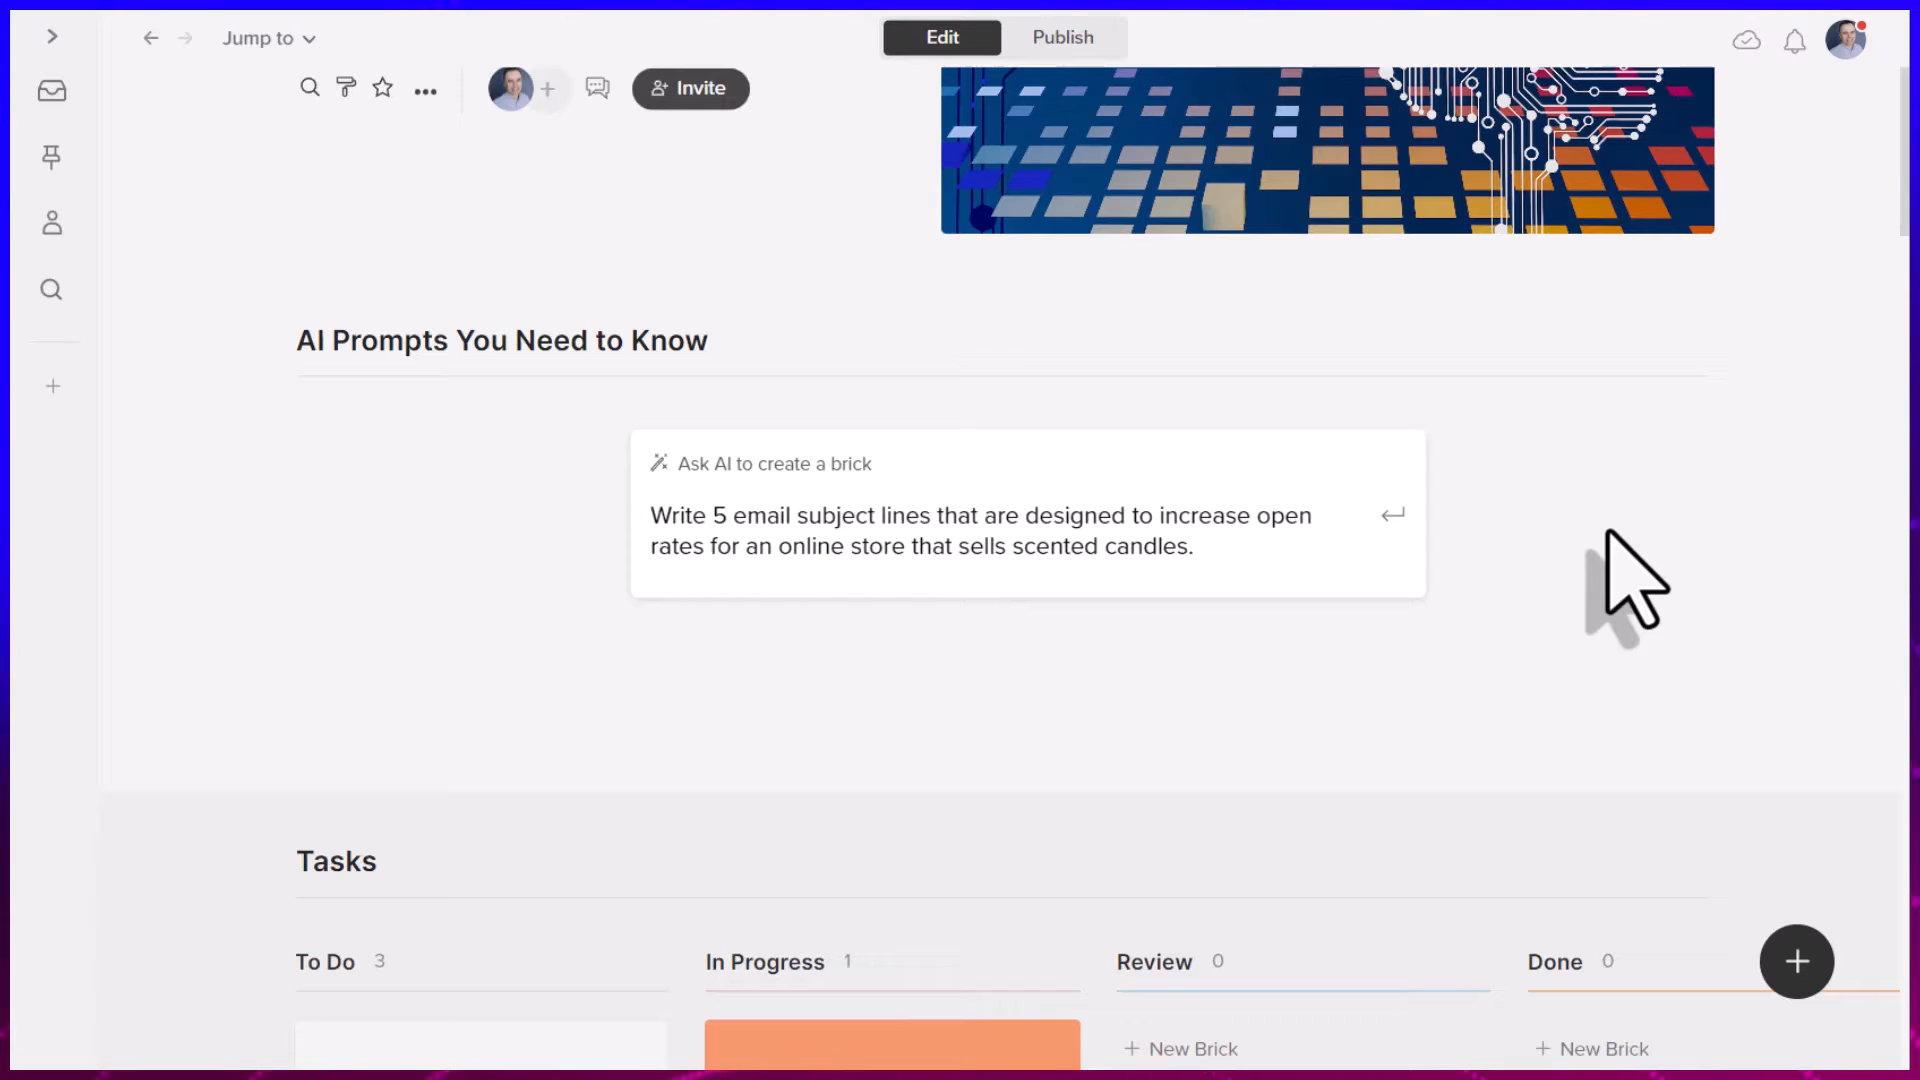 Jump to
Edit
Publish
Invite
AI Prompts You Need to Know
Ask AI to create a brick
Write 5 email subject lines that are designed to increase open
rates for an online store that sells scented candles.
Tasks
To Do 3
In Progress 1
Review 0
Done 0
+ New Brick
+ New Brick